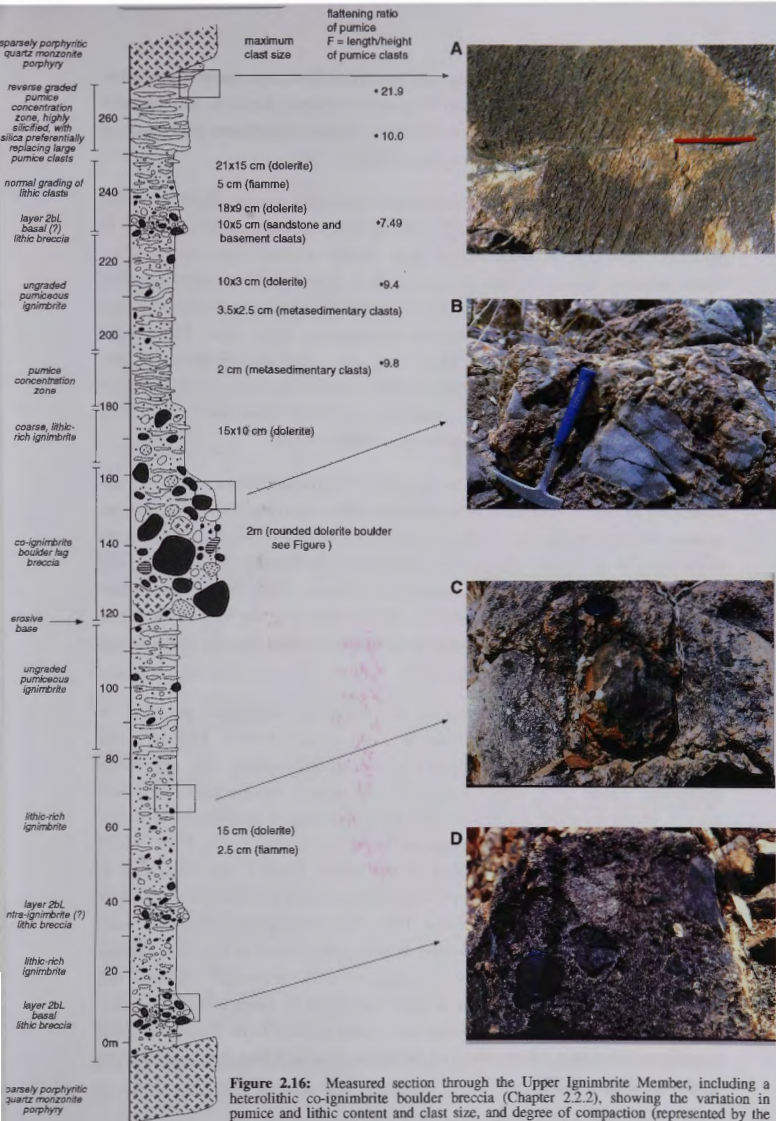 flattening ratio
of pumice
maximum
clast size
F = length/height
of pumice clasts
sparsely porphyritic
quartz monzonite
porphyry
A
reverse graded
pumice
concentration
zone, highly
silicified, with
silica preferentially
replacing large
pumice clasts
260
* 21.9
* 10.0
21x15 cm (dolerite)
normal grading of
lithic clasts
240
5 cm (fiamme)
18x9 cm (dolerite)
layer 2bL
basal (?)
lithic breccia
10x5 cm (sandstone and
basement claats)
*7.49
220
ungraded
pumiceous
ignimbrite
10x3 cm (dolerite)
*9.4
B
3.5x2.5 cm (metasedimentary clasts)
200
pumice
concentration
zone
2 cm (metasedimentary clasts)
*9.8
180
coarse, lithic-
rich ignimbrite
15x10 cm (dolerite)
160
co-ignimbrite
boulder lag
breccia
140
2m (rounded dolerite boulder
see Figure )
C
120
erosive
base
ungraded
pumiceous
ignimbrite
100
80
lithic-rich
ignimbrite
60
15 cm (dolerite)
2.5 cm (fiamme)
D
40
layer 2bL
ntra-ignimbrite (?)
lithic breccia
lithic-rich
ignimbrite
20
layer 2bL
basal
lithic breccia
0m
parsely porphyritic
quartz monzonite
porphyry
Figure 2.16: Measured section through the Upper Ignimbrite Member, including a
heterolithic co-ignimbrite boulder breccia (Chapter 2.2.2), showing the variation in
pumice and lithic content and clast size, and degree of compaction (represented by the